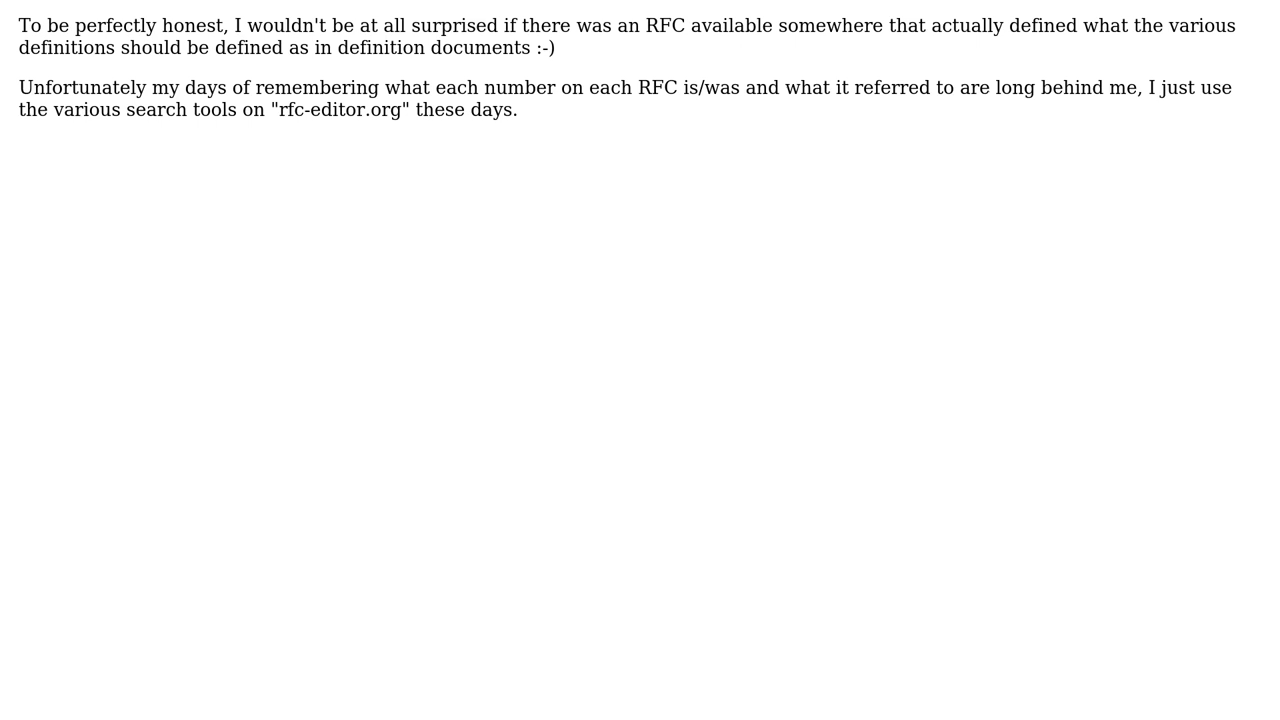 To be perfectly honest, I wouldn't be at all surprised if there was an RFC available somewhere that actually defined what the various
definitions should be defined as in definition documents :-)
Unfortunately my days of remembering what each number on each RFC is/was and what it referred to are long behind me, I just use
the various search tools on "rfc-editor.org" these days.